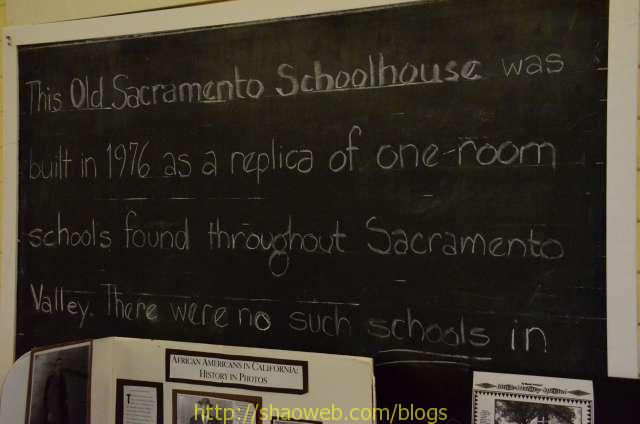 This Old Sacramento Schoolhouse was
built in 1976 as a replica of one-room
schools found throughout Sacramento
Valley. There were no such schools in
AFRICAN AMERICANS IN CALIFORNIA:
HISTORY IN PHOTOS
http://shaoweb.com/blogs